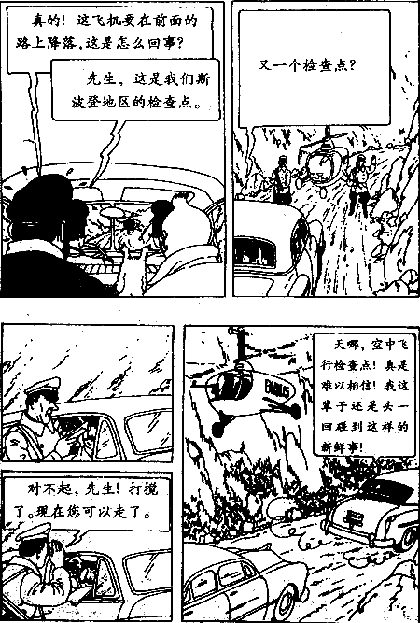 真的！这飞机要在前面的
路上降落，这是怎么回事？
先生，这是我们斯
波登地区的检查点。
又一个检查点？
对不起，先生！打搅
了。现在您可以走了。
天哪，空中飞
行检查点！真是
难以相信！我这
辈子还是头一
回碰到这样的
新鲜事！